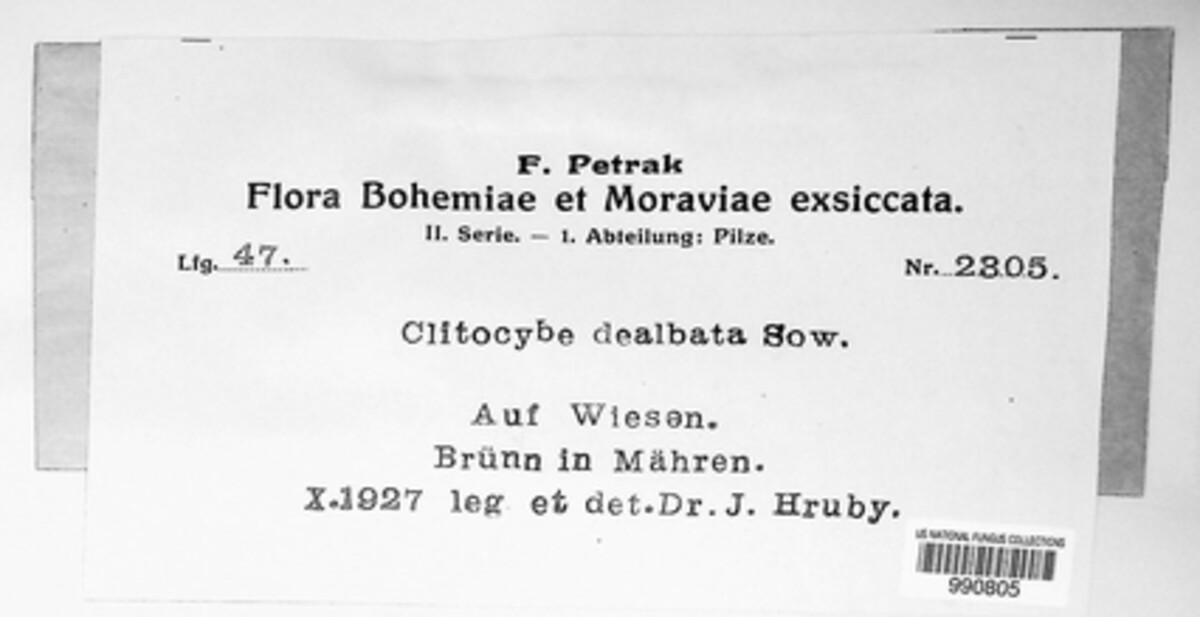 F. Petrak
Flora Bohemiae et Moraviae exsiccata.
II. Serie. — 1. Abteilung: Pilze.
Lfg. 47.
Nr. 2305.
Clitocybe dealbata Sow.
Auf Wiesen.
Brünn in Mähren.
X.1927 leg et det.Dr.J. Hruby.
US NATIONAL FUNGUS COLLECTIONS
990805